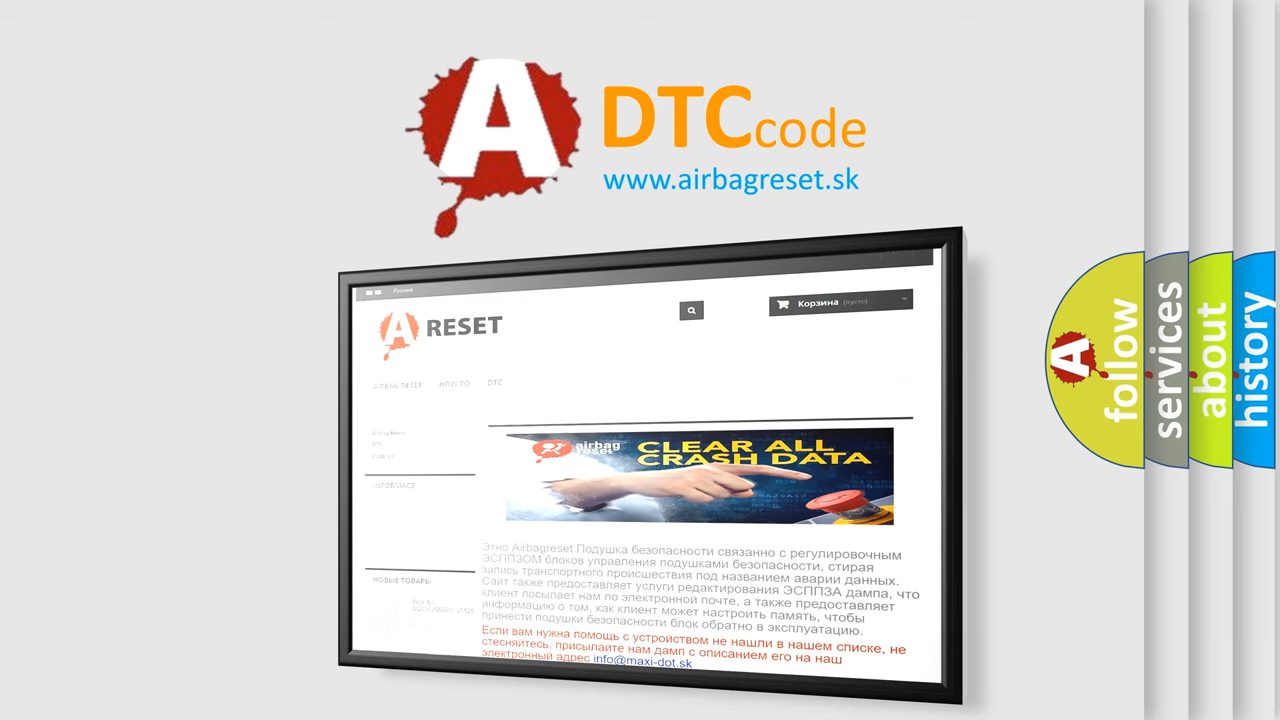 A
DTC code
www.airbagreset.sk
Русский
A RESET
Корзина (пусто)
AIRBAG RESET HOW TO DTC
airbag
reset
CLEAR ALL
CRASH DATA
INFORMACE
НОВЫЕ ТОВАРЫ
Этно Airbagreset Подушка безопасности связанно с регулировочным
ЭСППЗОМ блоков управления подушками безопасности, стирая
запись транспортного происшествия под названием аварии данных.
Сайт также предоставляет услуги редактирования ЭСППЗА дампа, что
клиент посылает нам по электронной почте, а также предоставляет
информацию о том, как клиент может настроить память, чтобы
принести подушки безопасности блок обратно в эксплуатацию.
Если вам нужна помощь с устройством не нашли в нашем списке, не
стесняйтесь, присылайте нам дамп с описанием его на наш
электронный адрес info@maxi-dot.sk
A
follow
services
about
history